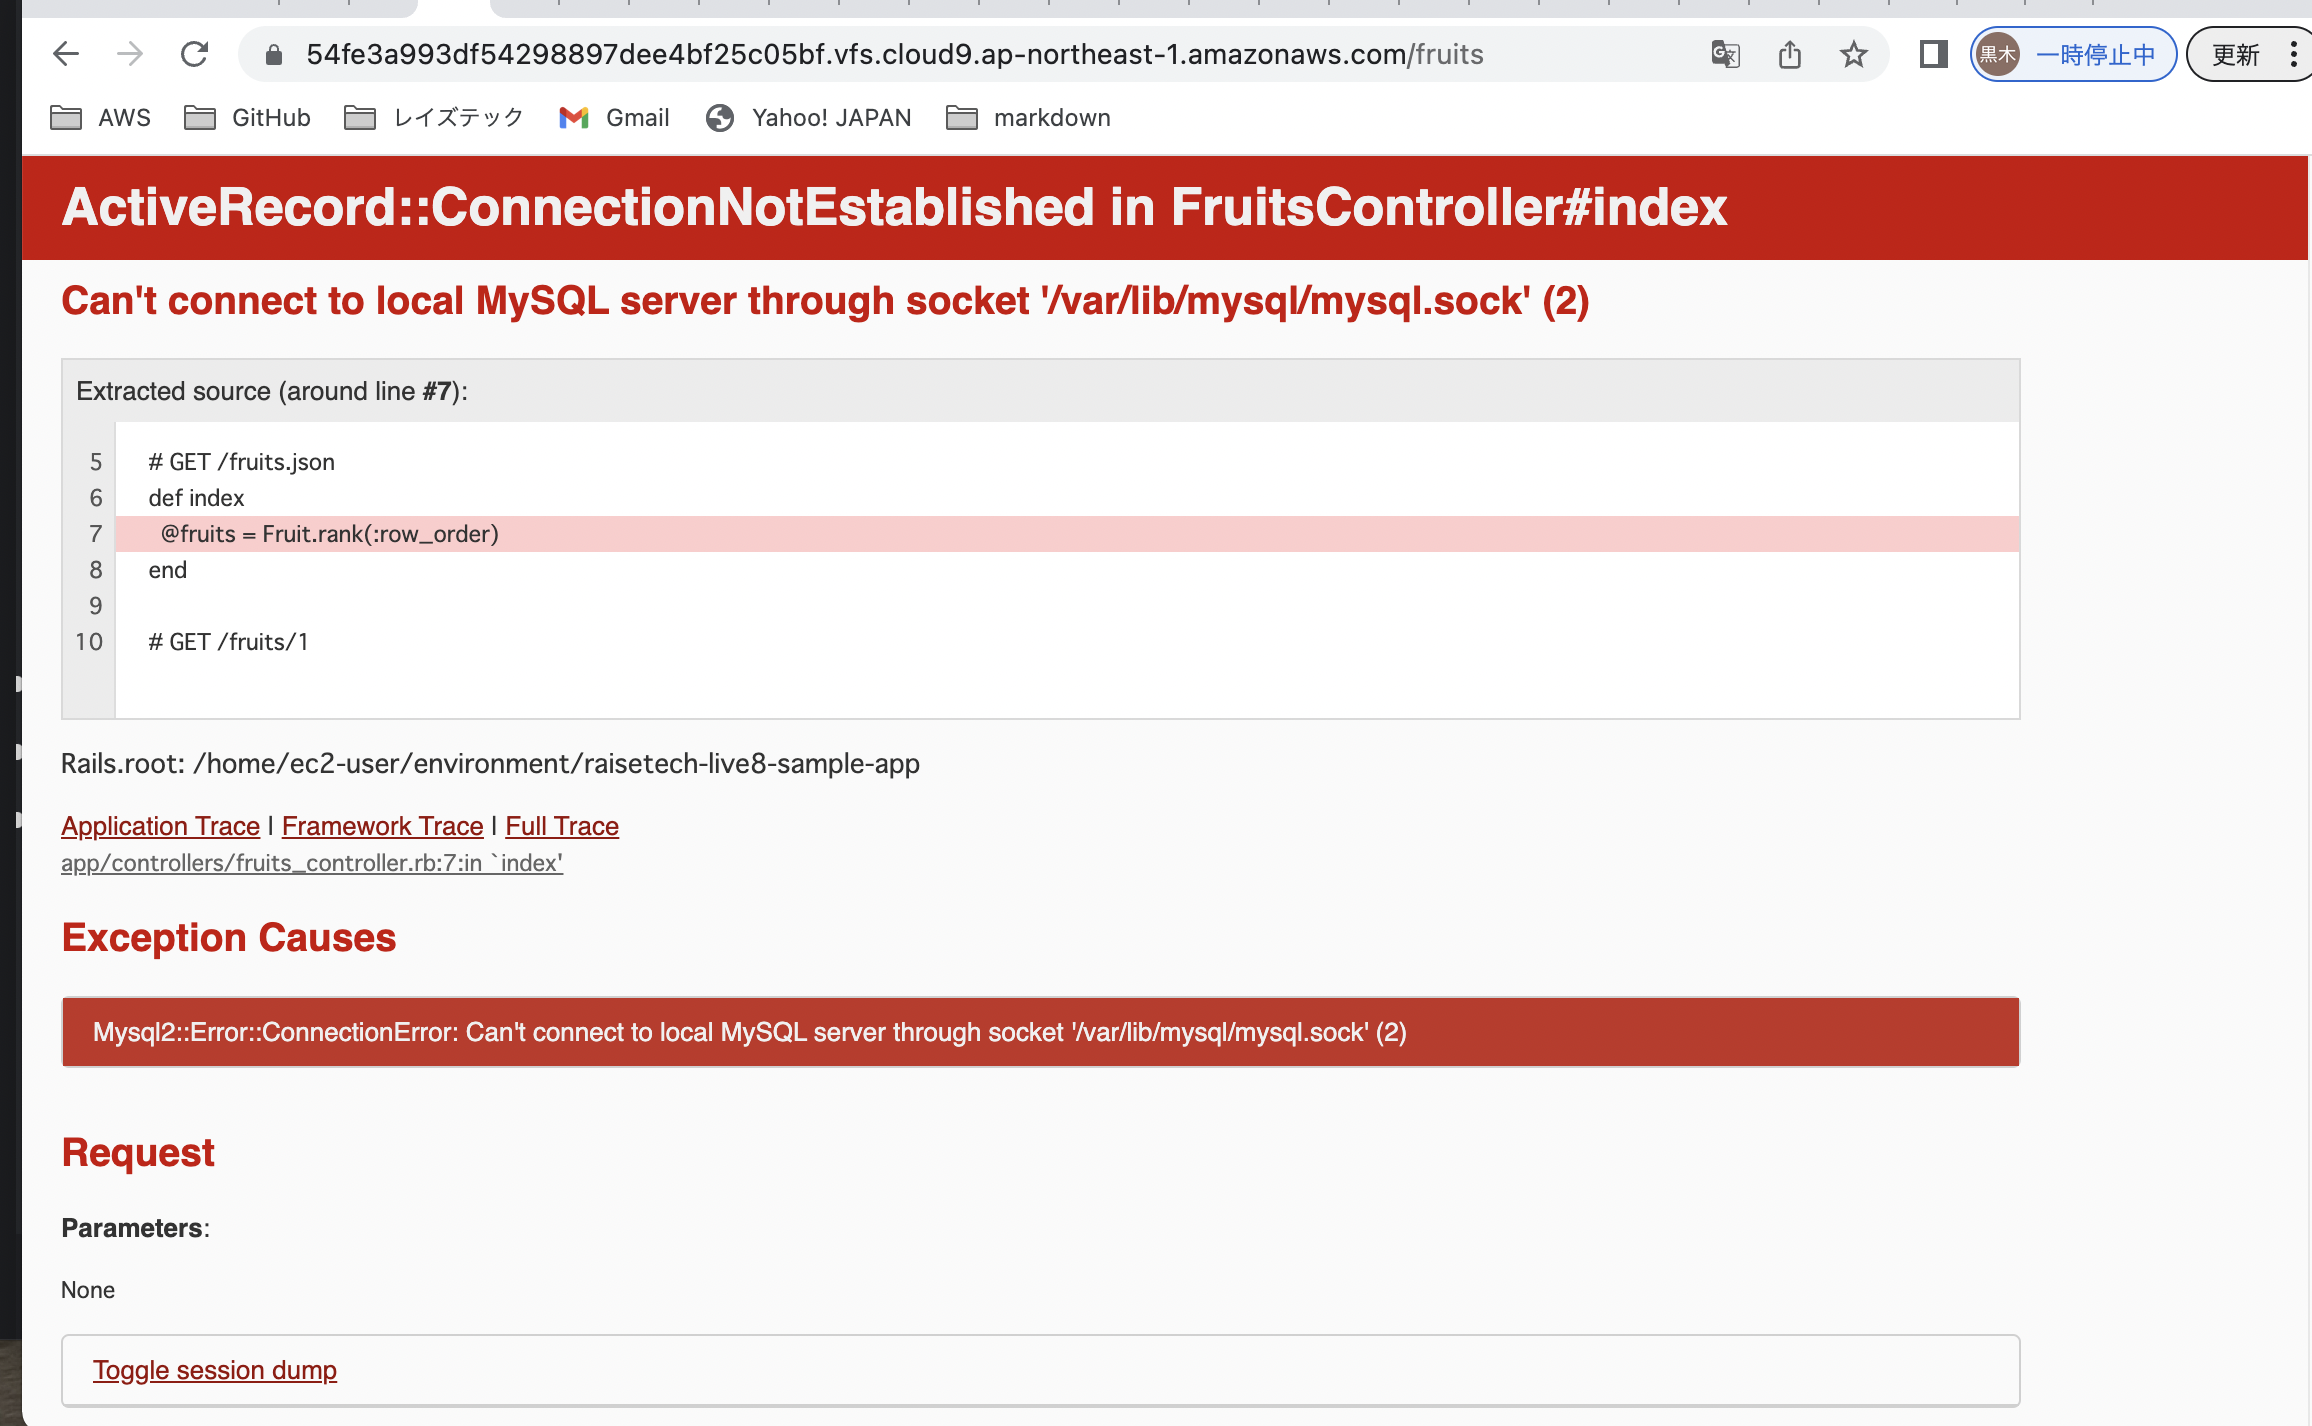 54fe3a993df54298897dee4bf25c05bf.vfs.cloud9.ap-northeast-1.amazonaws.com/fruits
黒木 一時停止中 更新
AWS GitHub レイズテック Gmail Yahoo! JAPAN markdown
ActiveRecord::ConnectionNotEstablished in FruitsController#index
Can't connect to local MySQL server through socket '/var/lib/mysql/mysql.sock' (2)
Extracted source (around line #7):
5 # GET /fruits.json
6 def index
7 @fruits = Fruit.rank(:row_order)
8 end
9
10 # GET /fruits/1
Rails.root: /home/ec2-user/environment/raisetech-live8-sample-app
Application Trace | Framework Trace | Full Trace
app/controllers/fruits_controller.rb:7:in `index'
Exception Causes
Mysql2::Error::ConnectionError: Can't connect to local MySQL server through socket '/var/lib/mysql/mysql.sock' (2)
Request
Parameters:
None
Toggle session dump